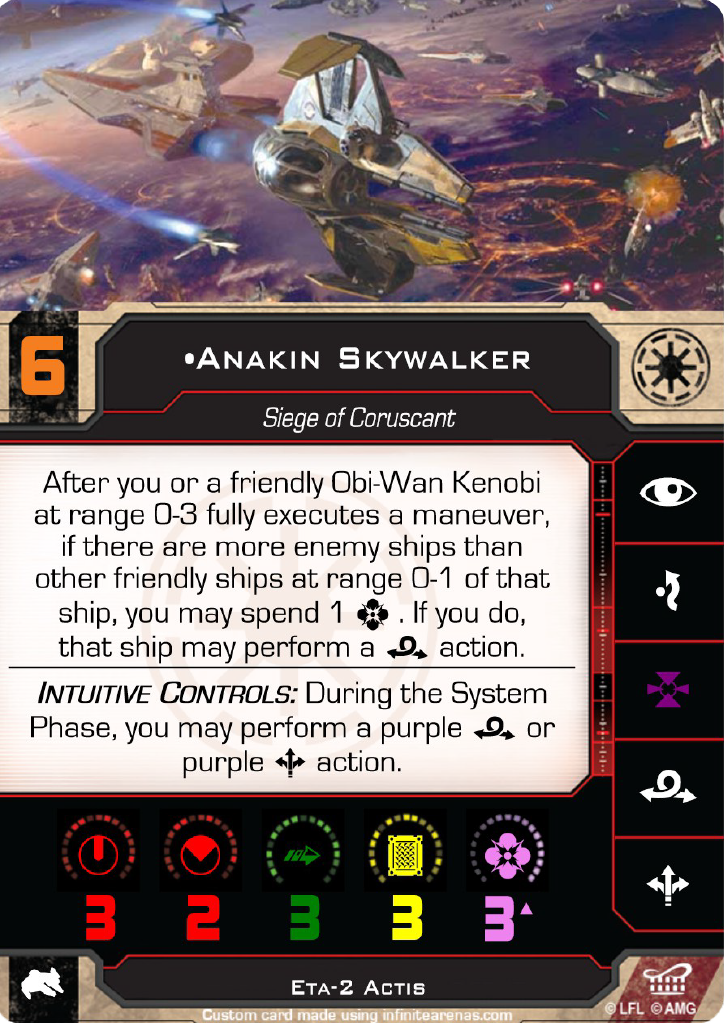 6
•Anakin Skywalker
Siege of Coruscant
After you or a friendly Obi-Wan Kenobi
at range 0-3 fully executes a maneuver,
if there are more enemy ships than
other friendly ships at range 0-1 of that
ship, you may spend 1 . If you do,
that ship may perform a action.
Intuitive Controls: During the System
Phase, you may perform a purple or
purple action.
3 2 3 3 3
Eta-2 Actis
© LFL © AMG
Custom card made using infinitearenas.com